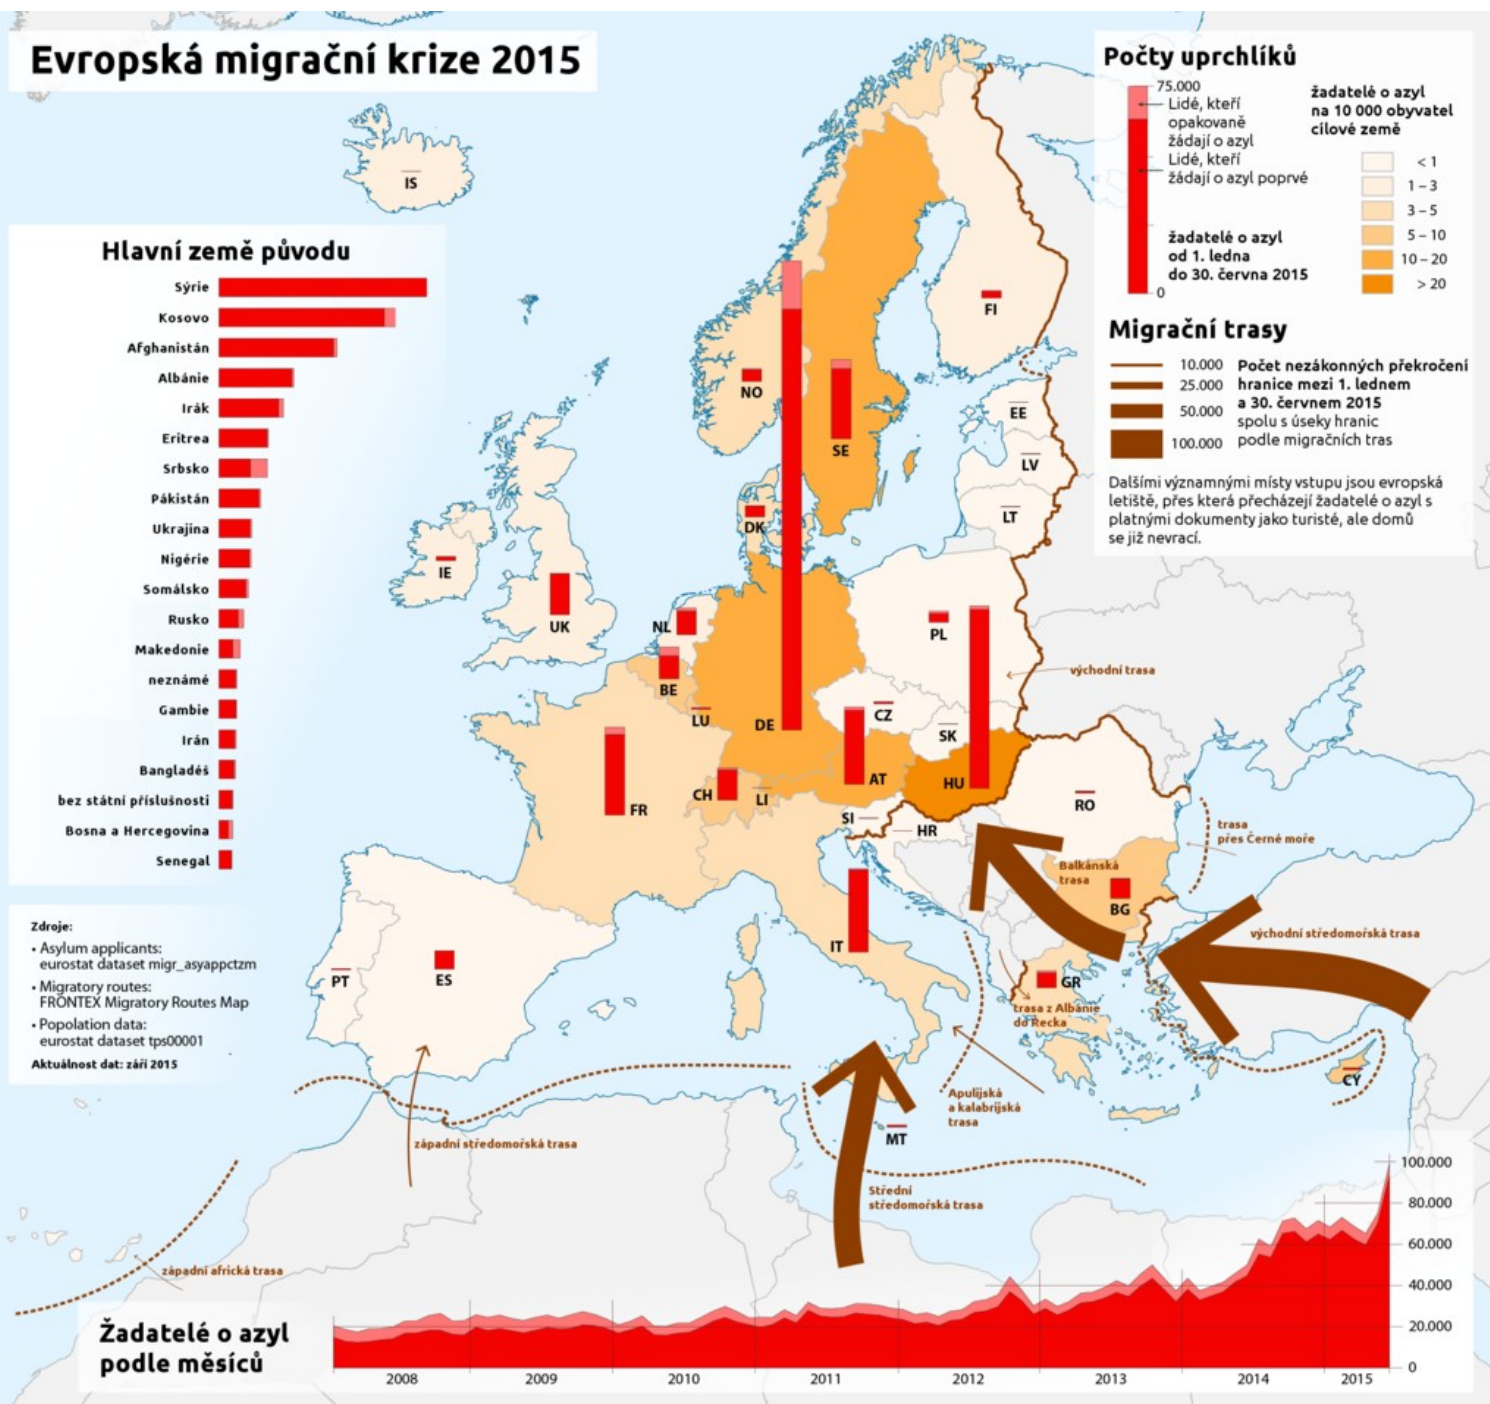 Evropská migrační krize 2015
Počty uprchlíků
75.000
Lidé, kteří
opakovaně
žádají o azyl
Lidé, kteří
žádají o azyl poprvé
žadatelé o azyl
od 1. ledna
do 30. června 2015
0
žadatelé o azyl
na 10 000 obyvatel
cílové země
< 1
1 – 3
3 – 5
5 – 10
10 – 20
> 20
Migrační trasy
10.000
25.000
50.000
100.000
Počet nezákonných překročení
hranice mezi 1. lednem
a 30. červnem 2015
spolu s úseky hranic
podle migračních tras
Dalšími významnými místy vstupu jsou evropská
letiště, přes která přecházejí žadatelé o azyl s
platnými dokumenty jako turisté, ale domů
se již nevrací.
Hlavní země původu
Sýrie
Kosovo
Afghanistán
Albánie
Irák
Eritrea
Srbsko
Pákistán
Ukrajina
Nigérie
Somálsko
Rusko
Makedonie
neznámé
Gambie
Irán
Bangladéš
bez státní příslušnosti
Bosna a Hercegovina
Senegal
Zdroje:
• Asylum applicants:
eurostat dataset migr_asyappctzm
• Migratory routes:
FRONTEX Migratory Routes Map
• Popolation data:
eurostat dataset tps00001
Aktuálnost dat: září 2015
IS
FI
NO
SE
EE
LV
LT
DK
IE
UK
NL
PL
BE
LU
DE
CZ
SK
HU
AT
CH
LI
FR
SI
HR
RO
BG
IT
PT
ES
GR
CY
MT
východní trasa
trasa
přes Černé moře
Balkánská
trasa
východní středomořská trasa
trasa z Albánie
do Řecka
Apulijská
a kalabrijská
trasa
západní středomořská trasa
Střední
středomořská trasa
západní africká trasa
Žadatelé o azyl
podle měsíců
100.000
80.000
60.000
40.000
20.000
0
2008
2009
2010
2011
2012
2013
2014
2015